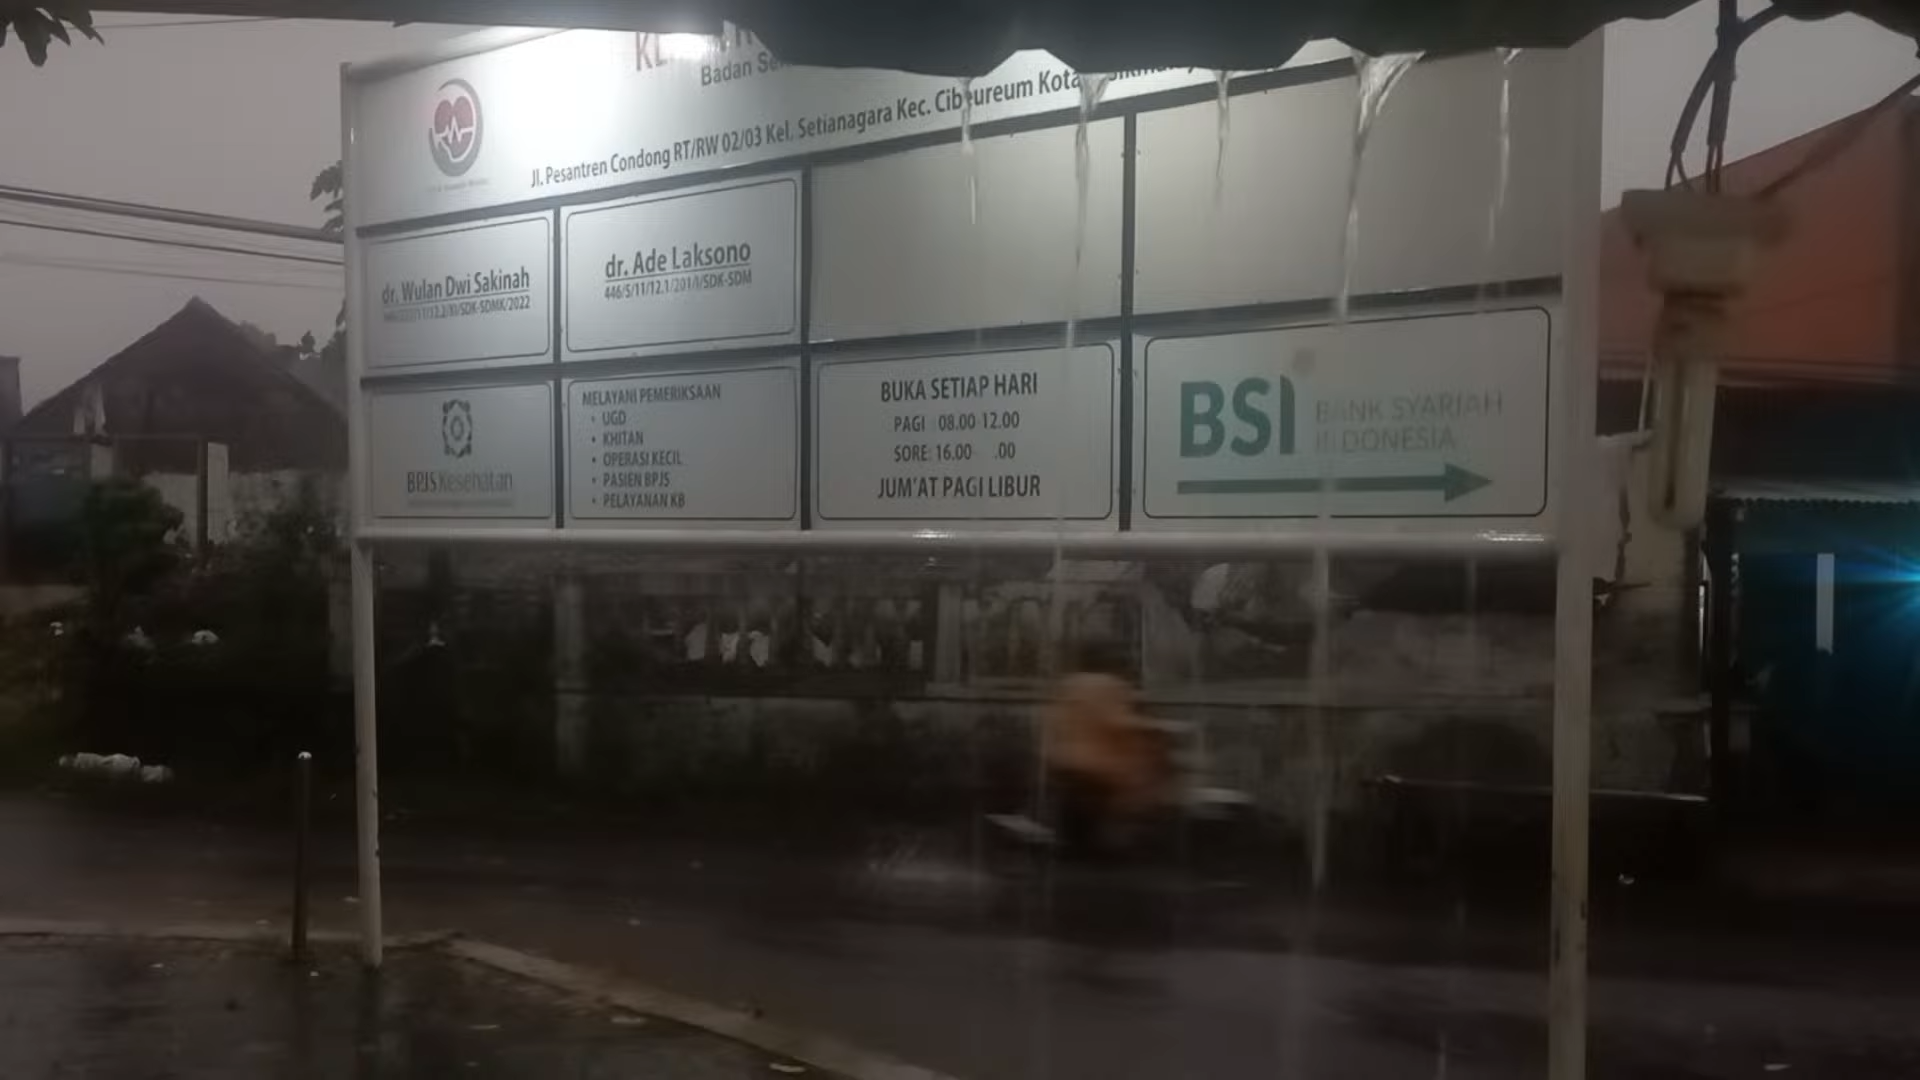 Badan
Jl. Pesantren Condong RT/RW 02/03 Kel. Setianagara Kec. Cibeureum Kota
dr. Wulan Dwi Sakinah
dr. Ade Laksono
446/5/11/12.1/201/I/SDK-SDM
BPJS Kesehatan
MELAYANI PEMERIKSAAN
• UGD
• KHITAN
• OPERASI KECIL
• PASIEN BPJS
• PELAYANAN KB
BUKA SETIAP HARI
PAGI : 08.00 12.00
SORE: 16.00 .00
JUM'AT PAGI LIBUR
BSI
BANK SYARIAH
INDONESIA